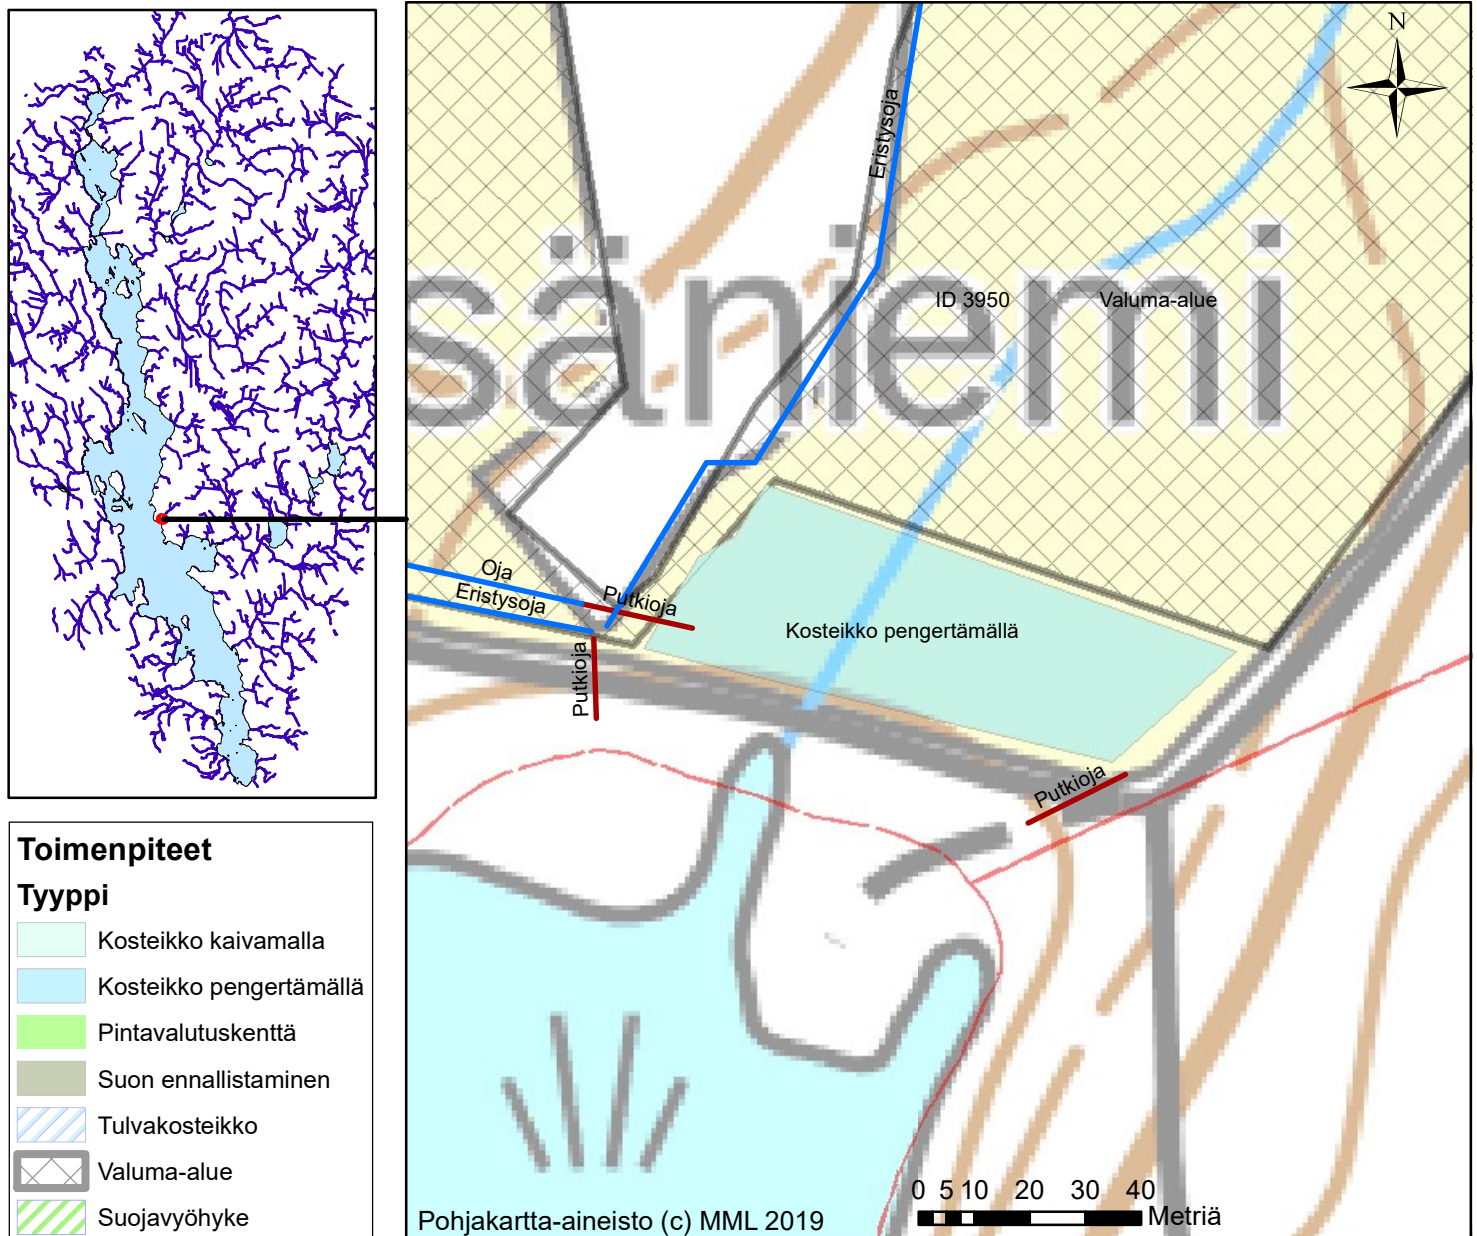 N
Eristysoja
säniemi
ID 3950
Valuma-alue
Oja
Eristysoja
Putkioja
Putkioja
Kosteikko pengertämällä
Putkioja
Toimenpiteet
Tyyppi
Kosteikko kaivamalla
Kosteikko pengertämällä
Pintavalutuskenttä
Suon ennallistaminen
Tulvakosteikko
Valuma-alue
Suojavyöhyke
0 5 10 20 30 40
Metriä
Pohjakartta-aineisto (c) MML 2019